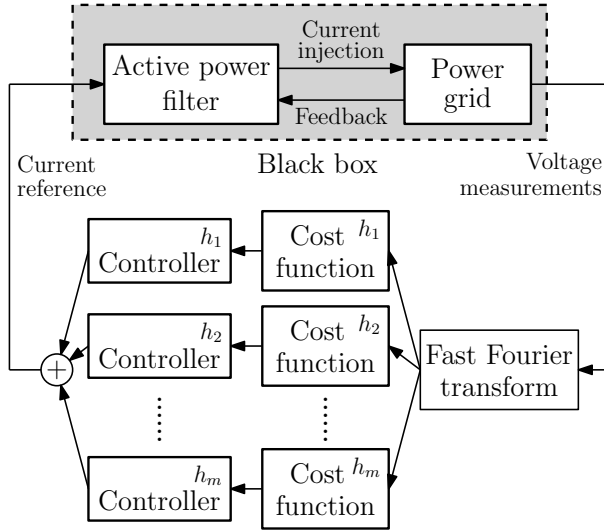 Active power
filter
Current
injection
Feedback
Power
grid
Black box
Current
reference
Voltage
measurements
h₁
Controller
Cost h₁
function
h₂
Controller
Cost h₂
function
Fast Fourier
transform
+
hₘ
Controller
Cost hₘ
function